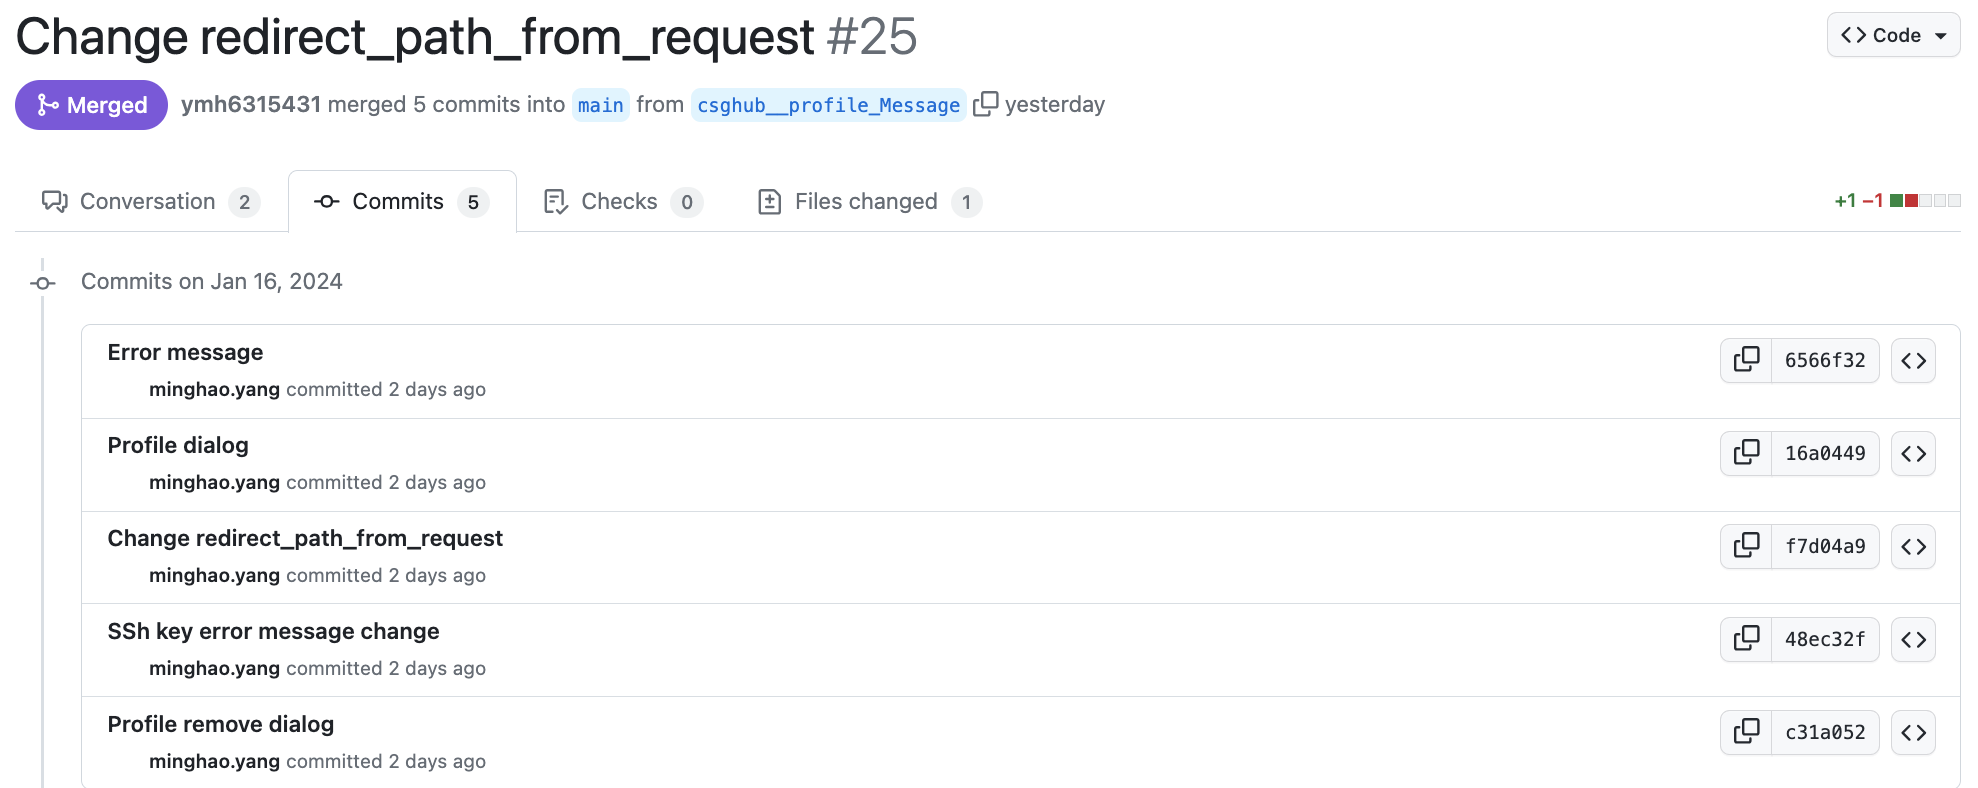 Change redirect_path_from_request #25
Code
Merged ymh6315431 merged 5 commits into main from csghub__profile_Message yesterday
Conversation 2 Commits 5 Checks 0 Files changed 1 +1 −1
Commits on Jan 16, 2024
Error message
minghao.yang committed 2 days ago
6566f32
Profile dialog
minghao.yang committed 2 days ago
16a0449
Change redirect_path_from_request
minghao.yang committed 2 days ago
f7d04a9
SSh key error message change
minghao.yang committed 2 days ago
48ec32f
Profile remove dialog
minghao.yang committed 2 days ago
c31a052